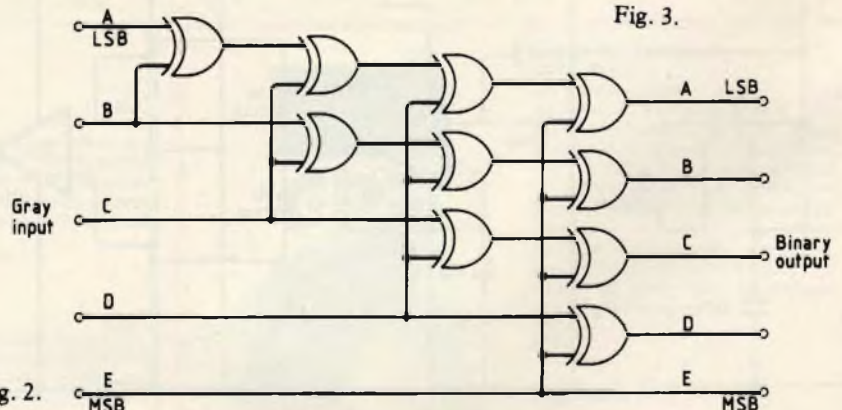 Fig. 3.
A
LSB
B
Gray
input
C
D
E
MSB
A LSB
B
C
Binary
output
D
E
MSB
g. 2.